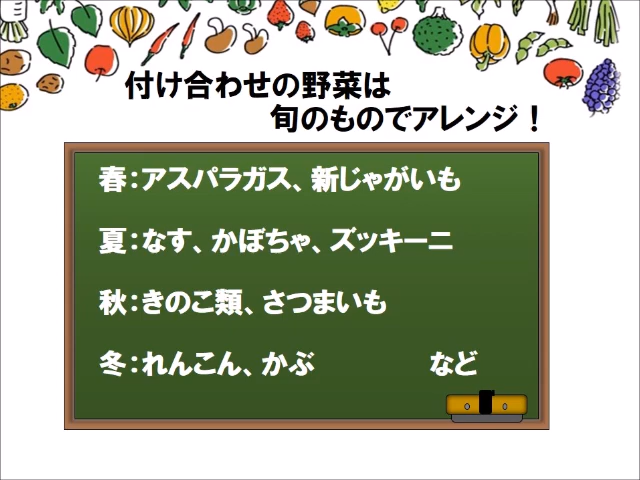 付け合わせの野菜は
旬のものでアレンジ！
春：アスパラガス、新じゃがいも
夏：なす、かぼちゃ、ズッキーニ
秋：きのこ類、さつまいも
冬：れんこん、かぶ　　　　など